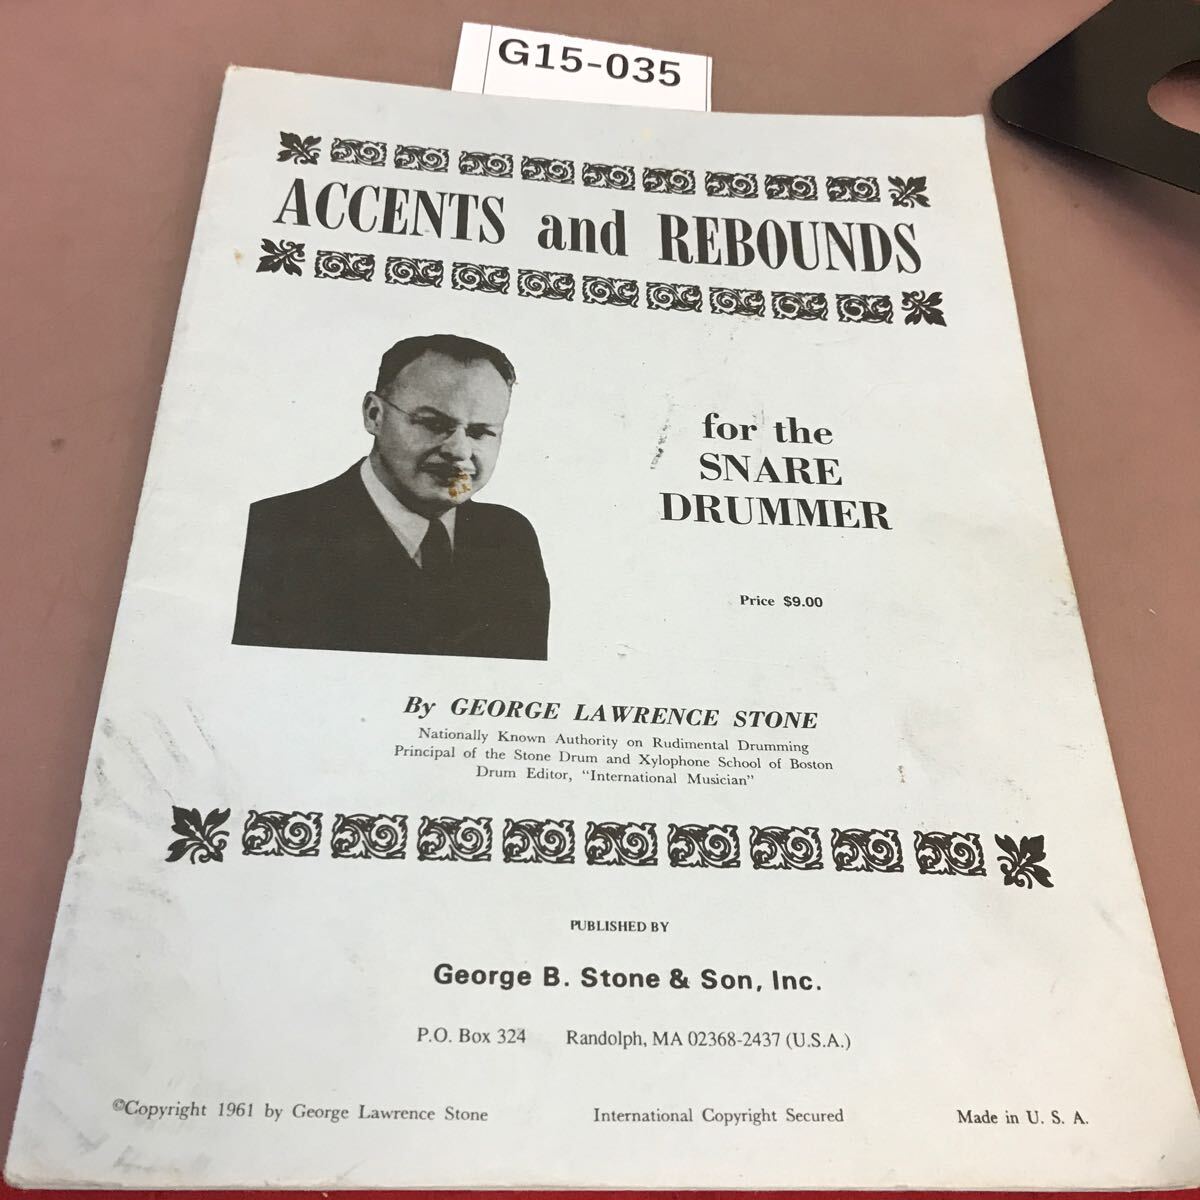 G15-035
ACCENTS and REBOUNDS
for the
SNARE
DRUMMER
Price $9.00
By GEORGE LAWRENCE STONE
Nationally Known Authority on Rudimental Drumming
Principal of the Stone Drum and Xylophone School of Boston
Drum Editor, "International Musician"
PUBLISHED BY
George B. Stone & Son, Inc.
P.O. Box 324 Randolph, MA 02368-2437 (U.S.A.)
©Copyright 1961 by George Lawrence Stone International Copyright Secured Made in U. S. A.